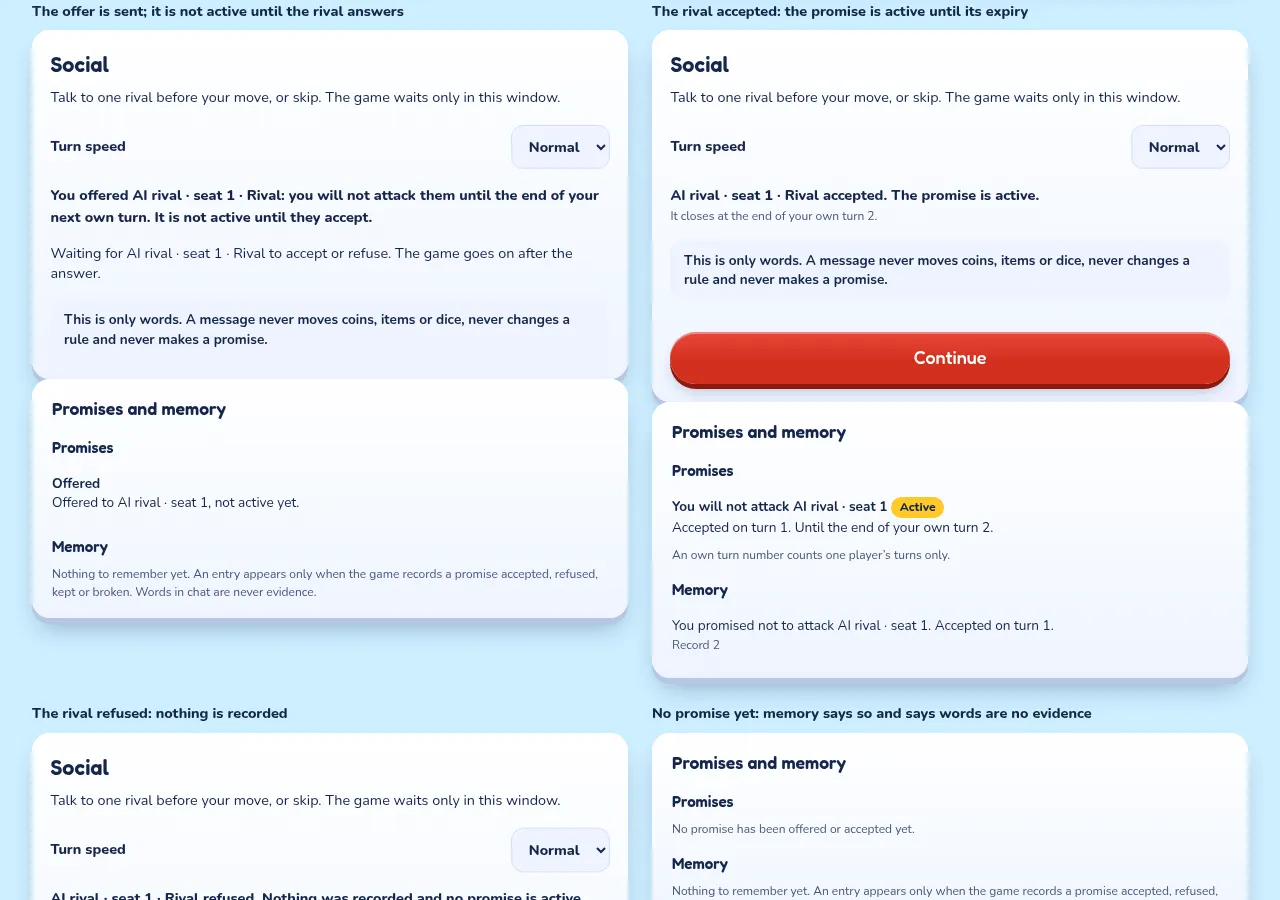 The offer is sent; it is not active until the rival answers
Social
Talk to one rival before your move, or skip. The game waits only in this window.
Turn speed
Normal
You offered AI rival · seat 1 · Rival: you will not attack them until the end of your
next own turn. It is not active until they accept.
Waiting for AI rival · seat 1 · Rival to accept or refuse. The game goes on after the
answer.
This is only words. A message never moves coins, items or dice, never changes a
rule and never makes a promise.
Promises and memory
Promises
Offered
Offered to AI rival · seat 1, not active yet.
Memory
Nothing to remember yet. An entry appears only when the game records a promise accepted, refused,
kept or broken. Words in chat are never evidence.
The rival accepted: the promise is active until its expiry
Social
Talk to one rival before your move, or skip. The game waits only in this window.
Turn speed
Normal
AI rival · seat 1 · Rival accepted. The promise is active.
It closes at the end of your own turn 2.
This is only words. A message never moves coins, items or dice, never changes a
rule and never makes a promise.
Continue
Promises and memory
Promises
You will not attack AI rival · seat 1 Active
Accepted on turn 1. Until the end of your own turn 2.
An own turn number counts one player’s turns only.
Memory
You promised not to attack AI rival · seat 1. Accepted on turn 1.
Record 2
The rival refused: nothing is recorded
Social
Talk to one rival before your move, or skip. The game waits only in this window.
Turn speed
Normal
AI rival · seat 1 · Rival refused. Nothing was recorded and no promise is active.
No promise yet: memory says so and says words are no evidence
Promises and memory
Promises
No promise has been offered or accepted yet.
Memory
Nothing to remember yet. An entry appears only when the game records a promise accepted, refused,